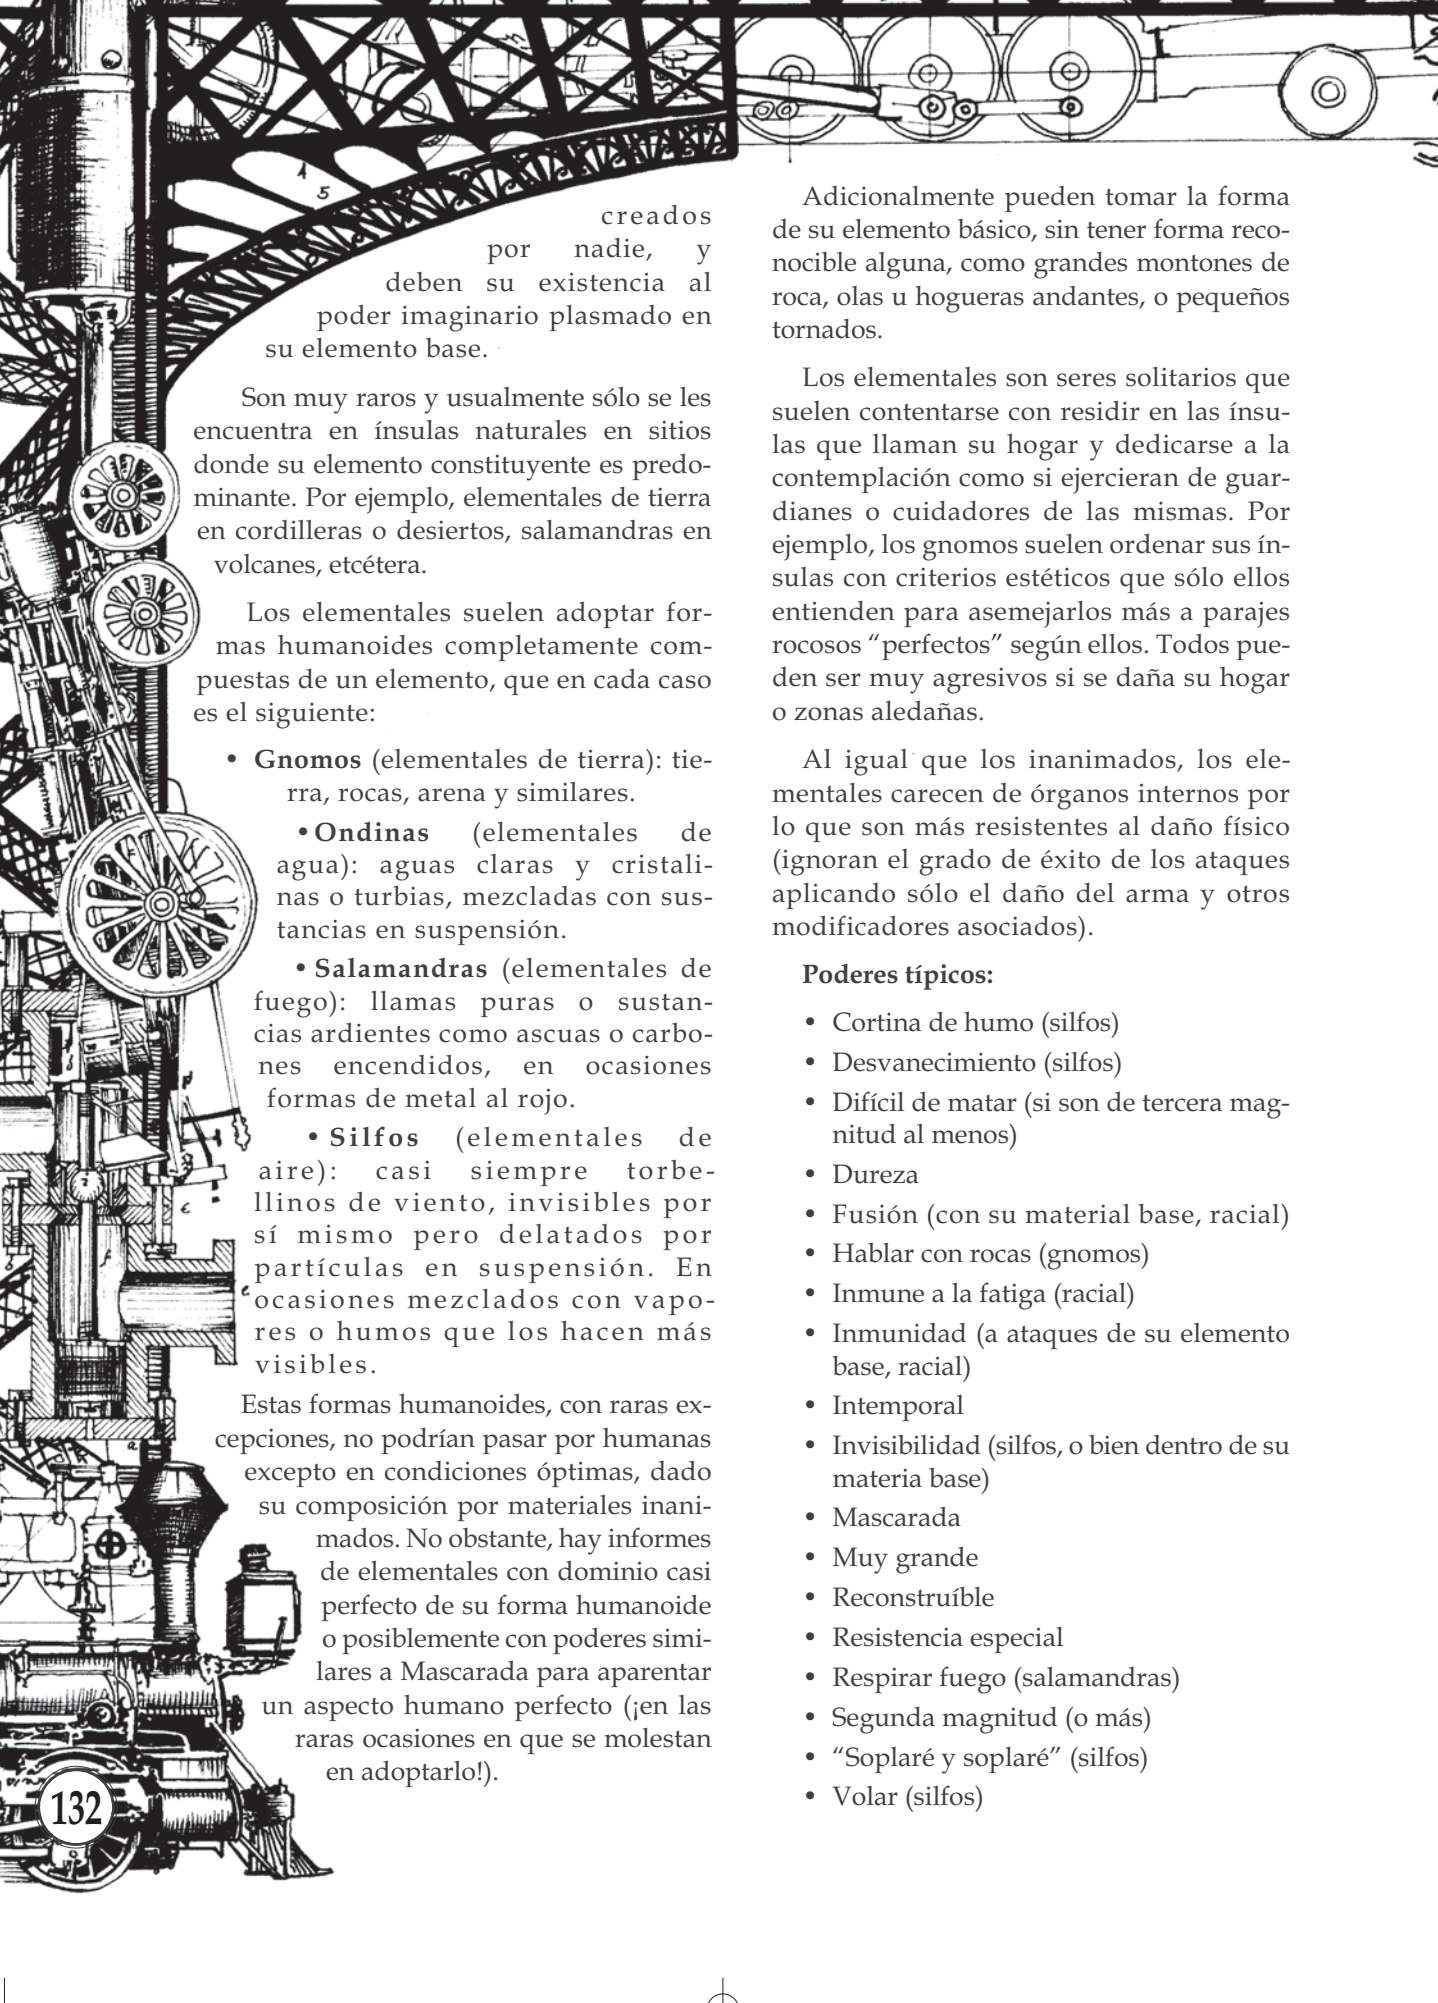 creados
por nadie, y
deben su existencia al
poder imaginario plasmado en
su elemento base.
Son muy raros y usualmente sólo se les
encuentra en ínsulas naturales en sitios
donde su elemento constituyente es predo-
minante. Por ejemplo, elementales de tierra
en cordilleras o desiertos, salamandras en
volcanes, etcétera.
Los elementales suelen adoptar for-
mas humanoides completamente com-
puestas de un elemento, que en cada caso
es el siguiente:
• Gnomos (elementales de tierra): tie-
rra, rocas, arena y similares.
• Ondinas (elementales de
agua): aguas claras y cristali-
nas o turbias, mezcladas con sus-
tancias en suspensión.
• Salamandras (elementales de
fuego): llamas puras o sustan-
cias ardientes como ascuas o carbo-
nes encendidos, en ocasiones
formas de metal al rojo.
• Silfos (elementales de
aire): casi siempre torbe-
llinos de viento, invisibles por
sí mismo pero delatados por
partículas en suspensión. En
ocasiones mezclados con vapo-
res o humos que los hacen más
visibles.
Estas formas humanoides, con raras ex-
cepciones, no podrían pasar por humanas
excepto en condiciones óptimas, dado
su composición por materiales inani-
mados. No obstante, hay informes
de elementales con dominio casi
perfecto de su forma humanoide
o posiblemente con poderes simi-
lares a Mascarada para aparentar
un aspecto humano perfecto (¡en las
raras ocasiones en que se molestan
en adoptarlo!).
132
Adicionalmente pueden tomar la forma
de su elemento básico, sin tener forma reco-
nocible alguna, como grandes montones de
roca, olas u hogueras andantes, o pequeños
tornados.
Los elementales son seres solitarios que
suelen contentarse con residir en las ínsu-
las que llaman su hogar y dedicarse a la
contemplación como si ejercieran de guar-
dianes o cuidadores de las mismas. Por
ejemplo, los gnomos suelen ordenar sus ín-
sulas con criterios estéticos que sólo ellos
entienden para asemejarlos más a parajes
rocosos “perfectos” según ellos. Todos pue-
den ser muy agresivos si se daña su hogar
o zonas aledañas.
Al igual que los inanimados, los ele-
mentales carecen de órganos internos por
lo que son más resistentes al daño físico
(ignoran el grado de éxito de los ataques
aplicando sólo el daño del arma y otros
modificadores asociados).
Poderes típicos:
• Cortina de humo (silfos)
• Desvanecimiento (silfos)
• Difícil de matar (si son de tercera mag-
nitud al menos)
• Dureza
• Fusión (con su material base, racial)
• Hablar con rocas (gnomos)
• Inmune a la fatiga (racial)
• Inmunidad (a ataques de su elemento
base, racial)
• Intemporal
• Invisibilidad (silfos, o bien dentro de su
materia base)
• Mascarada
• Muy grande
• Reconstruíble
• Resistencia especial
• Respirar fuego (salamandras)
• Segunda magnitud (o más)
• “Soplaré y soplaré” (silfos)
• Volar (silfos)